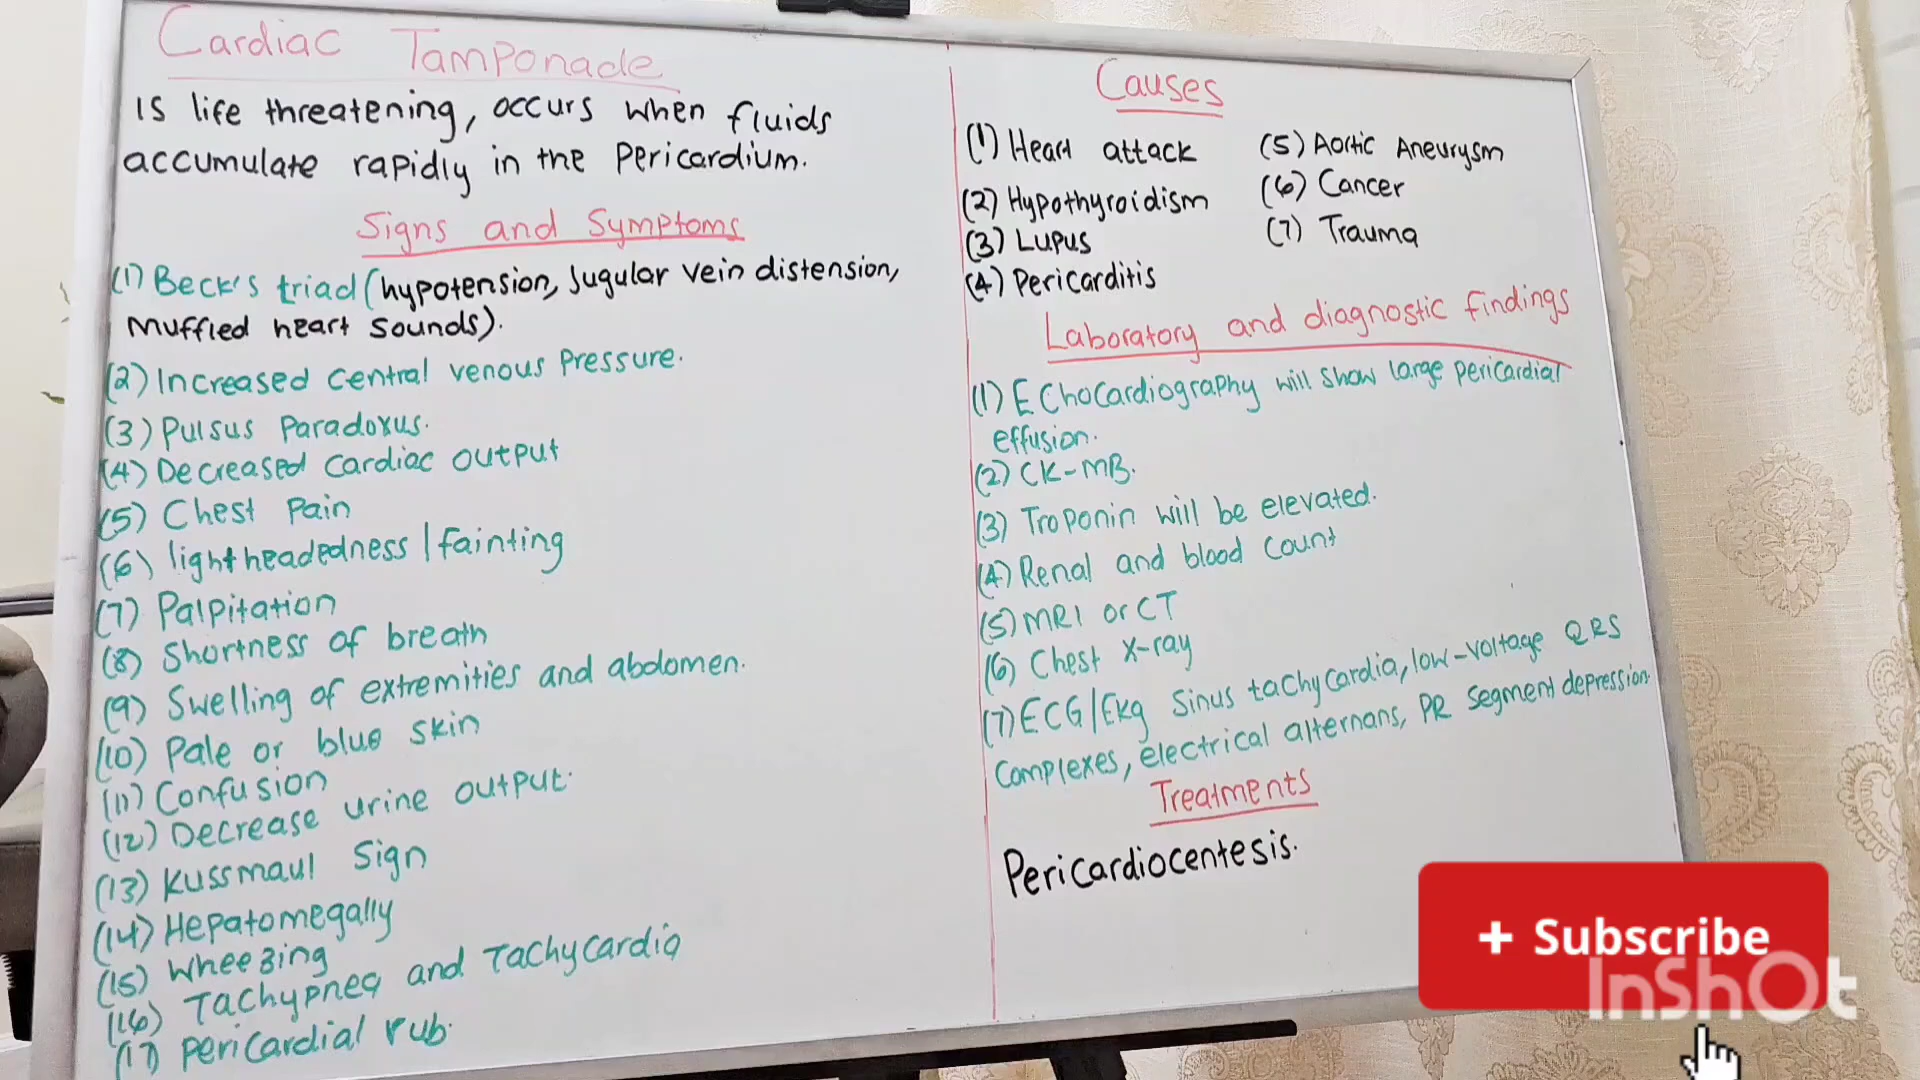 Cardiac Tamponade
is life threatening, occurs when fluids
accumulate rapidly in the Pericardium.
Signs and Symptoms
(1) Beck's triad (hypotension, Jugular vein distension,
Muffled heart sounds).
(2) Increased central venous Pressure.
(3) Pulsus Paradoxus.
(4) Decreased cardiac output
(5) Chest Pain
(6) lightheadedness / fainting
(7) Palpitation
(8) Shortness of breath
(9) Swelling of extremities and abdomen.
(10) Pale or blue skin
(11) Confusion
(12) Decrease urine output.
(13) Kussmaul Sign
(14) Hepatomegally
(15) Wheezing
(16) Tachypnea and Tachycardia
(17) Pericardial rub.
Causes
(1) Heart attack
(2) Hypothyroidism
(3) Lupus
(4) Pericarditis
(5) Aortic Aneurysm
(6) Cancer
(7) Trauma
Laboratory and diagnostic findings
(1) EChocardiography will show large Pericardial
effusion.
(2) CK-MB.
(3) Troponin will be elevated.
(4) Renal and blood count
(5) MRI or CT
(6) Chest X-ray
(7) ECG/Ekg Sinus tachycardia, low-voltage QRS
Complexes, electrical alternans, PR segment depression.
Treatments
Pericardiocentesis.
+ Subscribe
InShOt